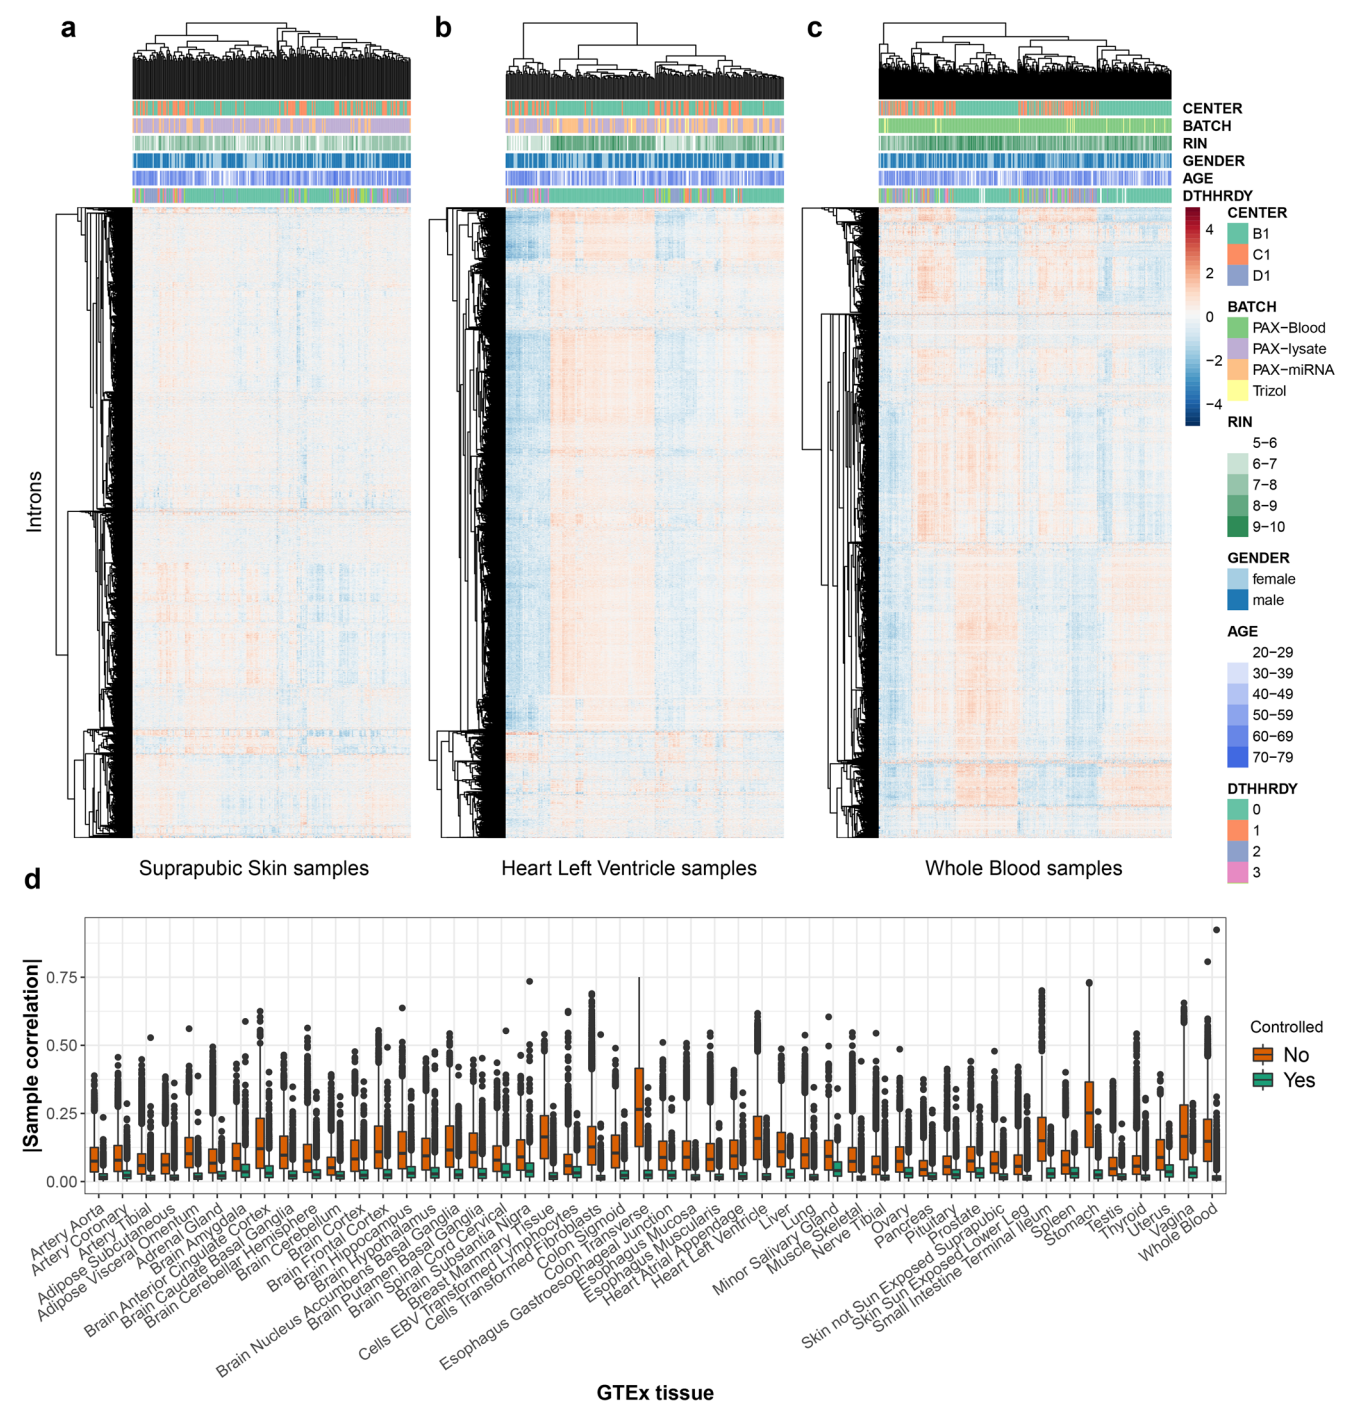 a
b
c
CENTER
BATCH
RIN
GENDER
AGE
DTHHRDY
Introns
4
2
0
−2
−4
CENTER
B1
C1
D1
BATCH
PAX−Blood
PAX−lysate
PAX−miRNA
Trizol
RIN
5−6
6−7
7−8
8−9
9−10
GENDER
female
male
AGE
20−29
30−39
40−49
50−59
60−69
70−79
DTHHRDY
0
1
2
3
Suprapubic Skin samples
Heart Left Ventricle samples
Whole Blood samples
d
|Sample correlation|
0.75
0.50
0.25
0.00
Controlled
No
Yes
Artery Aorta
Artery Coronary
Artery Tibial
Adipose Subcutaneous
Adipose Visceral Omentum
Adrenal Gland
Brain Amygdala
Brain Anterior Cingulate Cortex
Brain Caudate Basal Ganglia
Brain Cerebellar Hemisphere
Brain Cerebellum
Brain Cortex
Brain Frontal Cortex
Brain Hippocampus
Brain Hypothalamus
Brain Nucleus Accumbens Basal Ganglia
Brain Putamen Basal Ganglia
Brain Spinal Cord Cervical
Brain Substantia Nigra
Breast Mammary Tissue
Cells EBV Transformed Lymphocytes
Cells Transformed Fibroblasts
Colon Sigmoid
Colon Transverse
Esophagus Gastroesophageal Junction
Esophagus Mucosa
Esophagus Muscularis
Heart Atrial Appendage
Heart Left Ventricle
Liver
Lung
Minor Salivary Gland
Muscle Skeletal
Nerve Tibial
Ovary
Pancreas
Pituitary
Prostate
Skin not Sun Exposed Suprapubic
Skin Sun Exposed Lower Leg
Small Intestine Terminal Ileum
Spleen
Stomach
Testis
Thyroid
Uterus
Vagina
Whole Blood
GTEx tissue